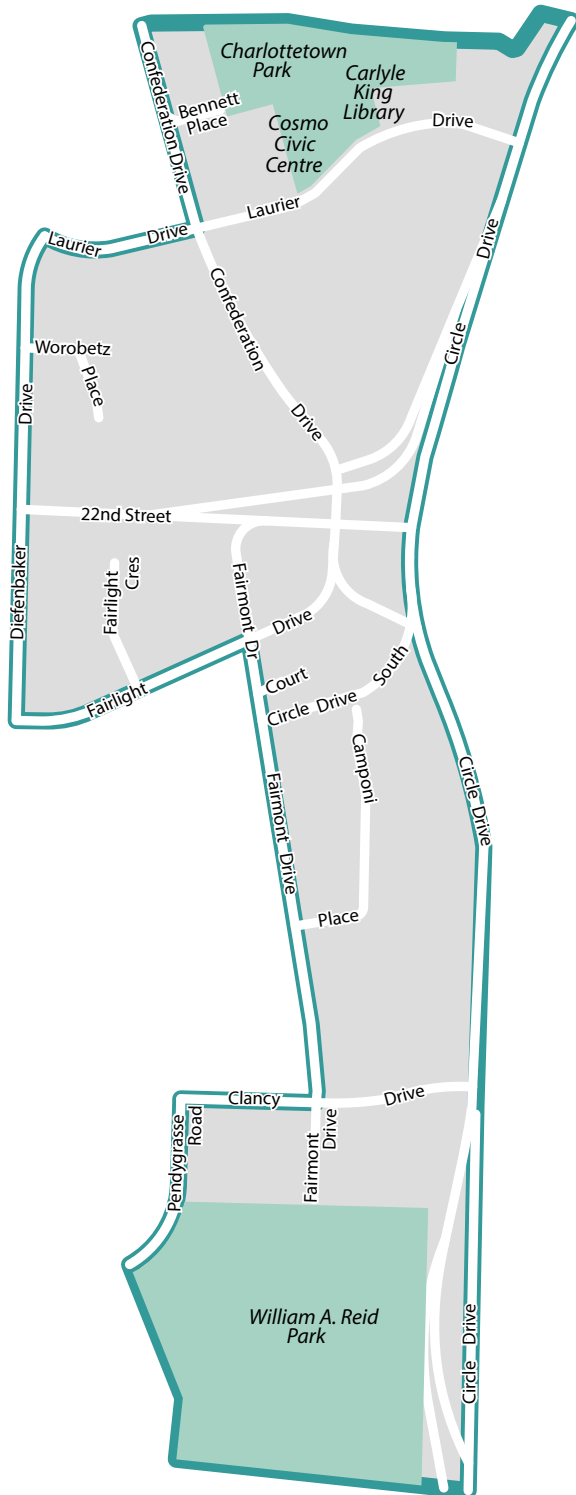 Charlottetown
Park
Carlyle
King
Library
Confederation Drive
Bennett
Place
Cosmo
Civic
Centre
Drive
Laurier
Laurier
Drive
Drive
Circle
Confederation
Drive
Worobetz
Place
Drive
22nd Street
Diefenbaker
Fairlight
Cres
Fairmont Dr
Drive
Fairlight
Court
South
Circle Drive
Camponi
Fairmont Drive
Circle Drive
Place
Clancy
Drive
Pendygrasse
Road
Fairmont
Drive
William A. Reid
Park
Circle Drive